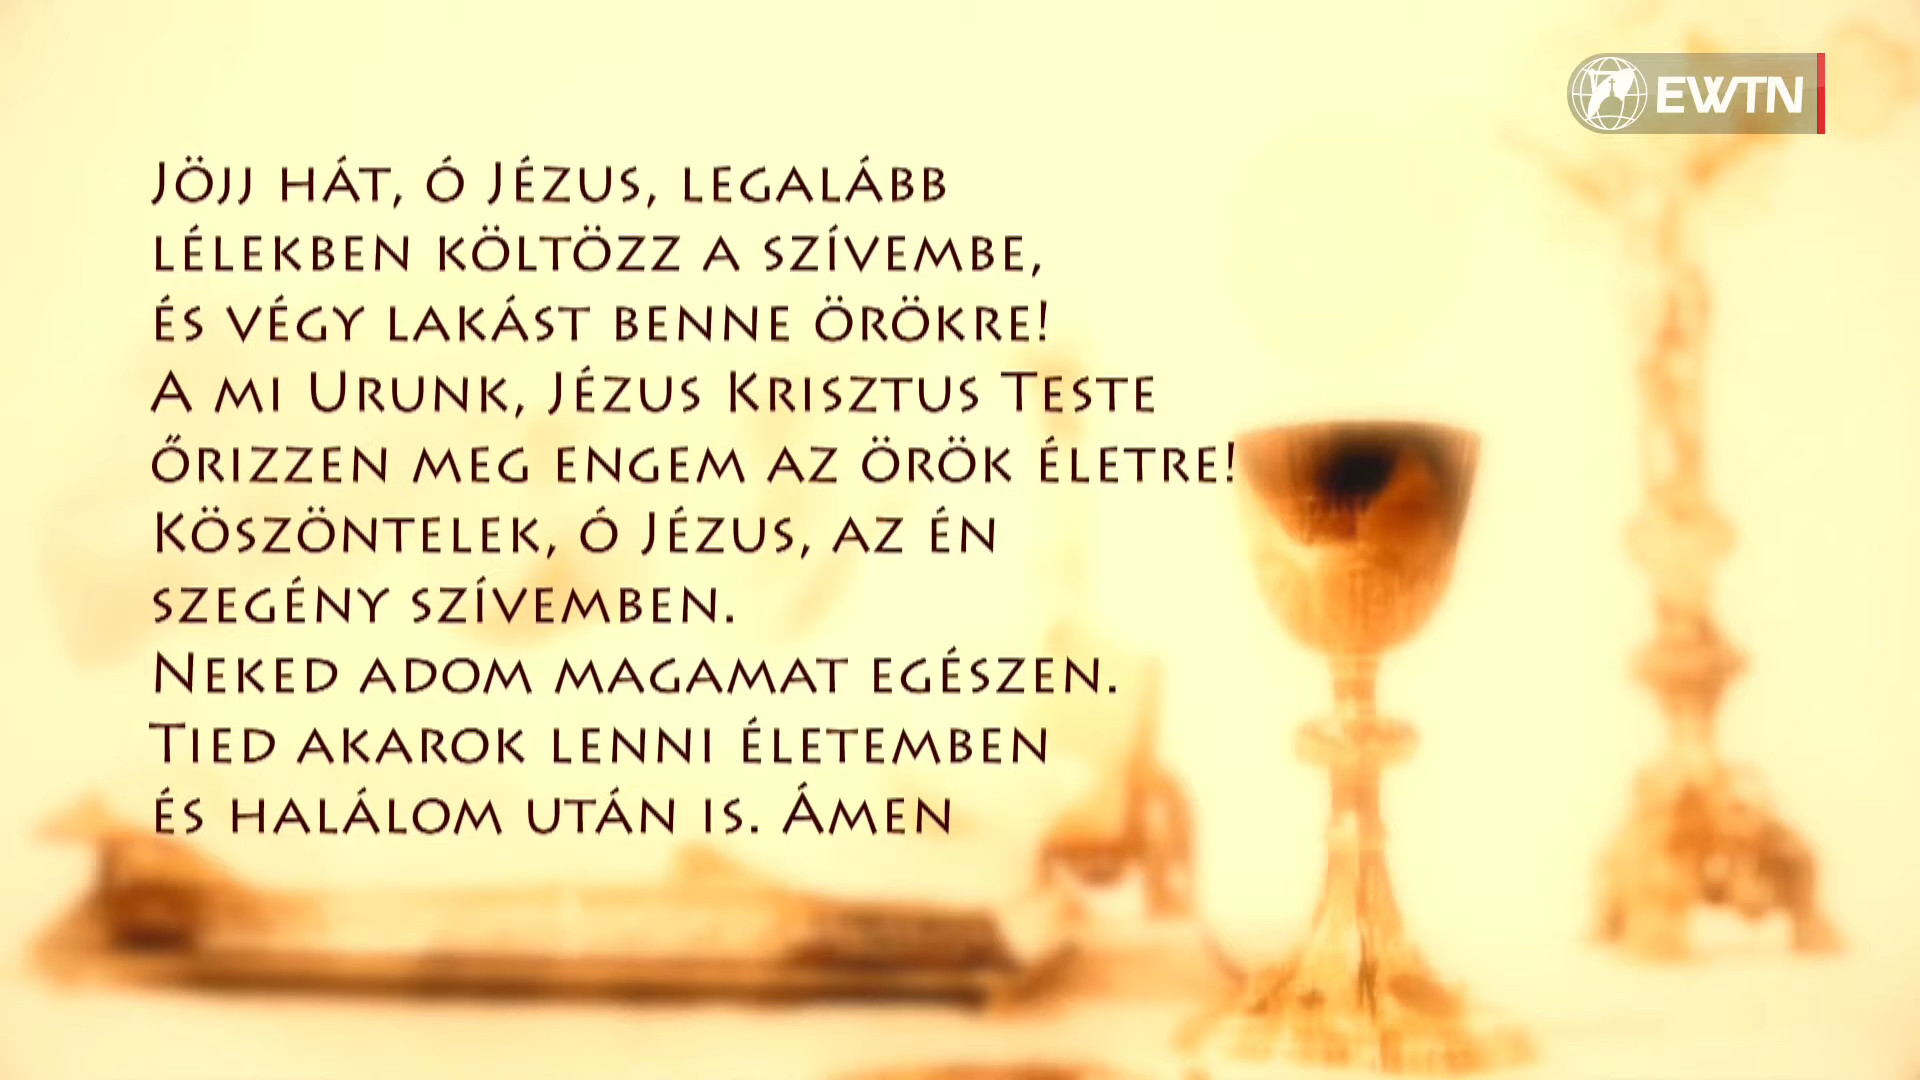 EWTN
Jöjj hát, ó Jézus, legalább
lélekben költözz a szívembe,
és végy lakást benne örökre!
A mi Urunk, Jézus Krisztus Teste
őrizzen meg engem az örök életre!
Köszöntelek, ó Jézus, az én
szegény szívemben.
Neked adom magamat egészen.
Tied akarok lenni életemben
és halálom után is. Ámen